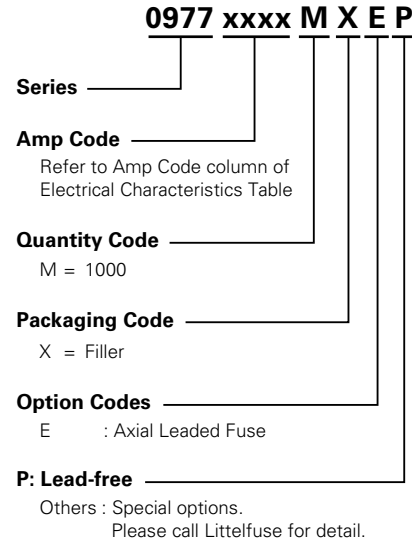 0977 xxxx M X E P
Series
Amp Code
Refer to Amp Code column of
Electrical Characteristics Table
Quantity Code
M = 1000
Packaging Code
X = Filler
Option Codes
E : Axial Leaded Fuse
P: Lead-free
Others : Special options.
Please call Littelfuse for detail.